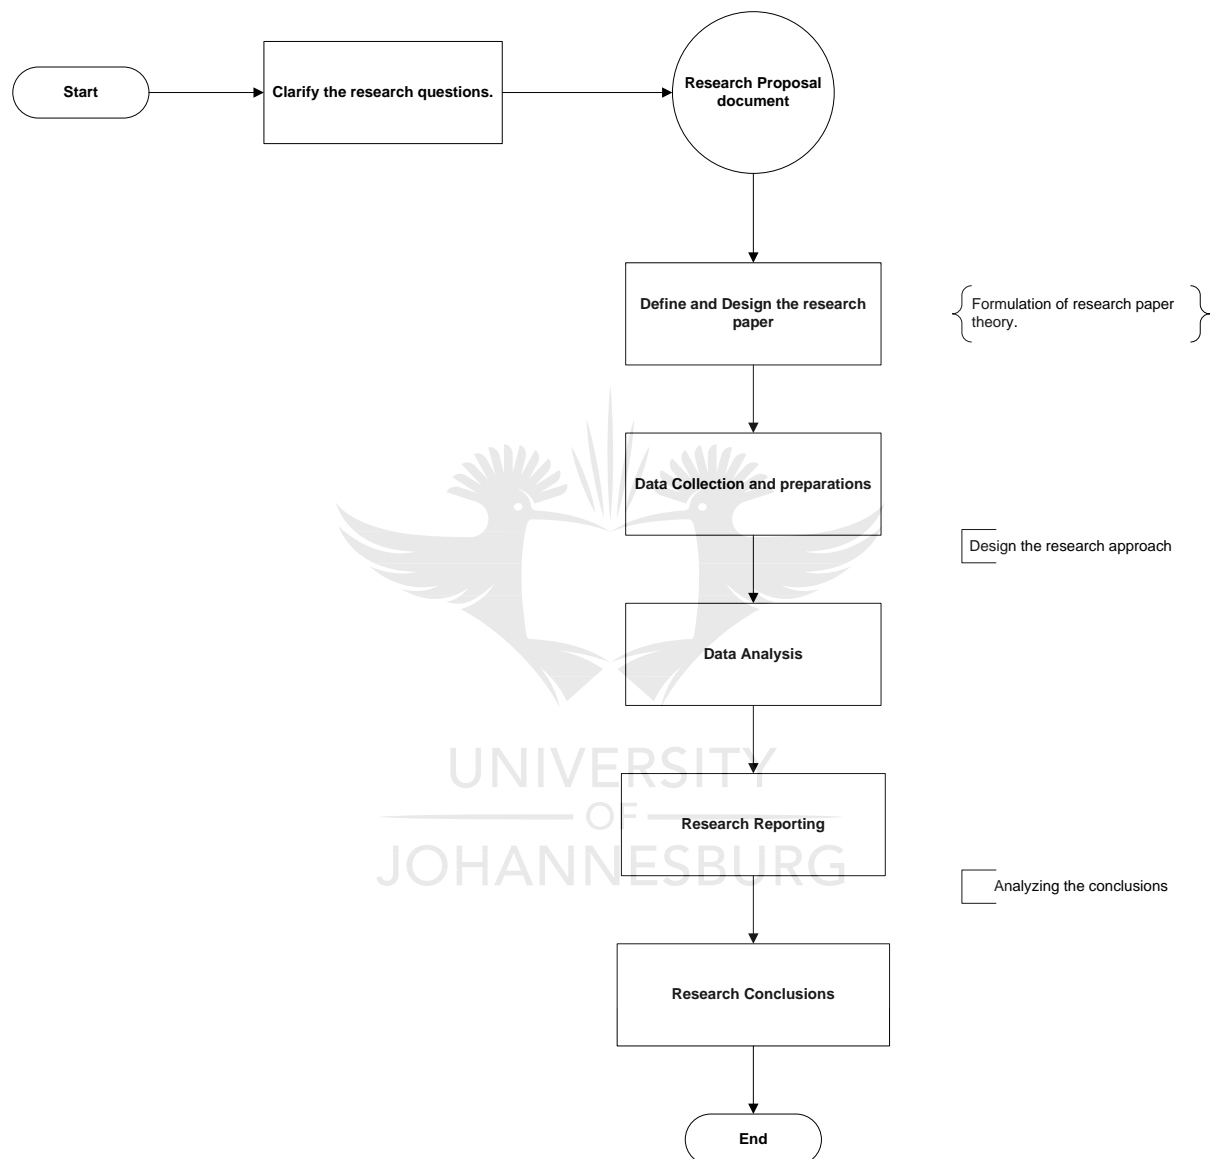 Start
Clarify the research questions.
Research Proposal
document
Define and Design the research
paper
Formulation of research paper
theory.
Data Collection and preparations
Design the research approach
Data Analysis
UNIVERSITY
OF
JOHANNESBURG
Research Reporting
Analyzing the conclusions
Research Conclusions
End